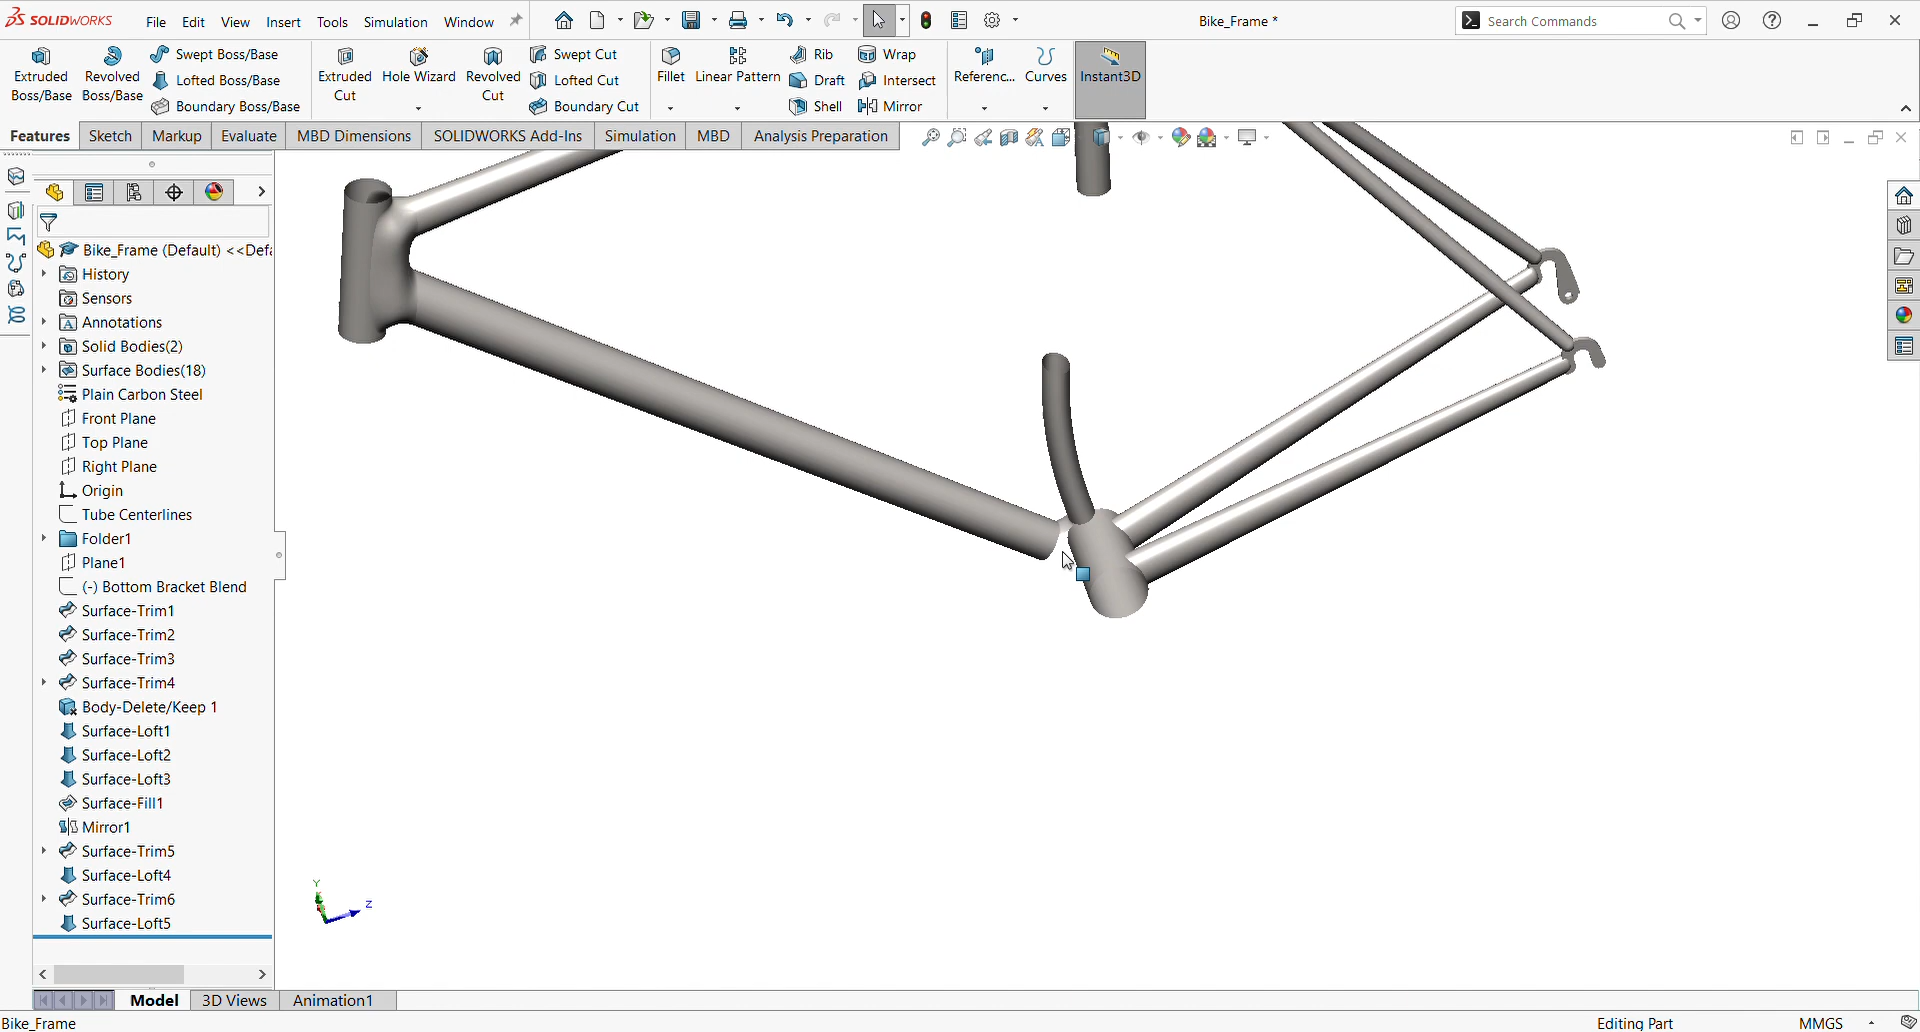 SOLIDWORKS
File Edit View Insert Tools Simulation Window
Bike_Frame *
Search Commands
Extruded Boss/Base
Revolved Boss/Base
Swept Boss/Base
Lofted Boss/Base
Boundary Boss/Base
Extruded Cut
Hole Wizard
Revolved Cut
Swept Cut
Lofted Cut
Boundary Cut
Fillet
Linear Pattern
Rib
Draft
Shell
Wrap
Intersect
Mirror
Referenc...
Curves
Instant3D
Features Sketch Markup Evaluate MBD Dimensions SOLIDWORKS Add-Ins Simulation MBD Analysis Preparation
Bike_Frame (Default) <<Defa
History
Sensors
Annotations
Solid Bodies(2)
Surface Bodies(18)
Plain Carbon Steel
Front Plane
Top Plane
Right Plane
Origin
Tube Centerlines
Folder1
Plane1
(-) Bottom Bracket Blend
Surface-Trim1
Surface-Trim2
Surface-Trim3
Surface-Trim4
Body-Delete/Keep 1
Surface-Loft1
Surface-Loft2
Surface-Loft3
Surface-Fill1
Mirror1
Surface-Trim5
Surface-Loft4
Surface-Trim6
Surface-Loft5
Y
Z
Model 3D Views Animation1
Bike_Frame
Editing Part
MMGS